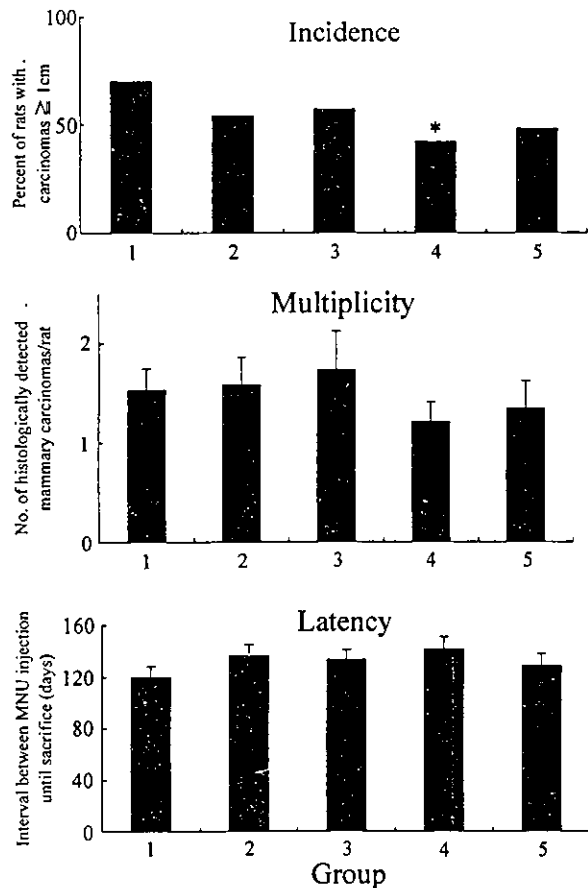 Incidence
Percent of rats with .
carcinomas ≧ 1cm
100
50
0
*
1 2 3 4 5
Multiplicity
No. of histologically detected .
mammary carcinomas/rat
2
1
0
1 2 3 4 5
Latency
Interval between MNU injection
until sacrifice (days)
160
120
80
40
0
1 2 3 4 5
Group